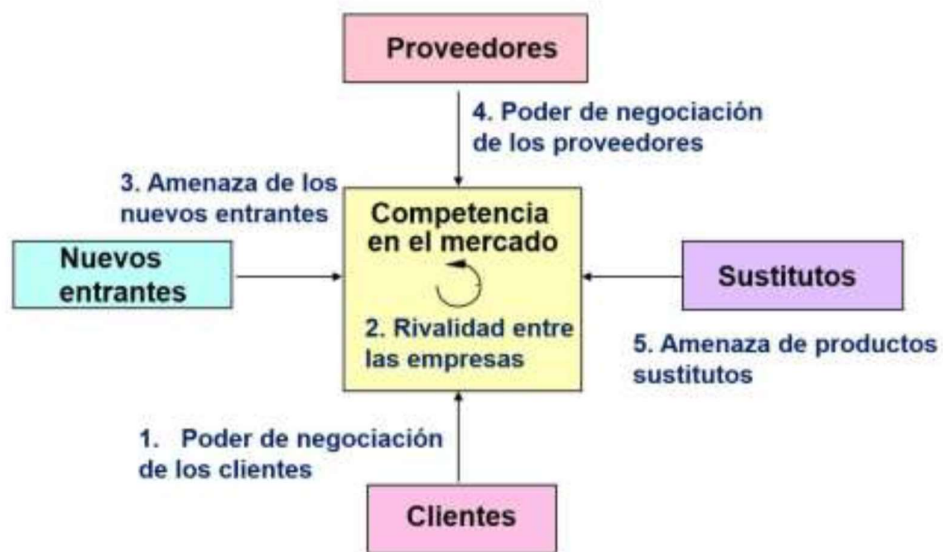 Proveedores
4. Poder de negociación
de los proveedores
3. Amenaza de los
nuevos entrantes
Competencia
en el mercado
Nuevos
entrantes
Sustitutos
2. Rivalidad entre
las empresas
5. Amenaza de productos
sustitutos
1. Poder de negociación
de los clientes
Clientes